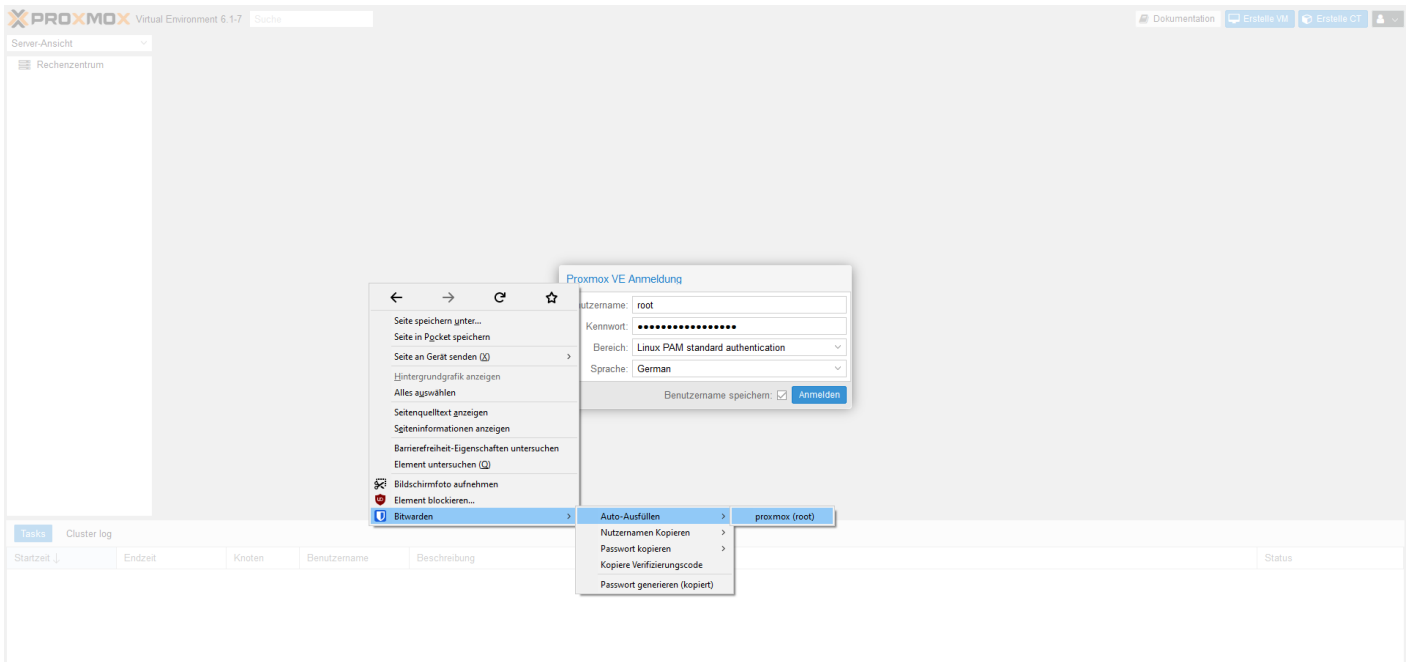 PROXMOX Virtual Environment 6.1-7 Suche Dokumentation Erstelle VM Erstelle CT
Server-Ansicht
Rechenzentrum
Proxmox VE Anmeldung
utzername: root
Kennwort: ●●●●●●●●●●●●●●●●●
Bereich: Linux PAM standard authentication
Sprache: German
Benutzername speichern: Anmelden
Seite speichern unter...
Seite in Pocket speichern
Seite an Gerät senden (X)
Hintergrundgrafik anzeigen
Alles auswählen
Seitenquelltext anzeigen
Seiteninformationen anzeigen
Barrierefreiheit-Eigenschaften untersuchen
Element untersuchen (Q)
Bildschirmfoto aufnehmen
Element blockieren...
Bitwarden
Auto-Ausfüllen
proxmox (root)
Nutzernamen Kopieren
Passwort kopieren
Kopiere Verifizierungscode
Passwort generieren (kopiert)
Tasks Cluster log
Startzeit Endzeit Knoten Benutzername Beschreibung Status